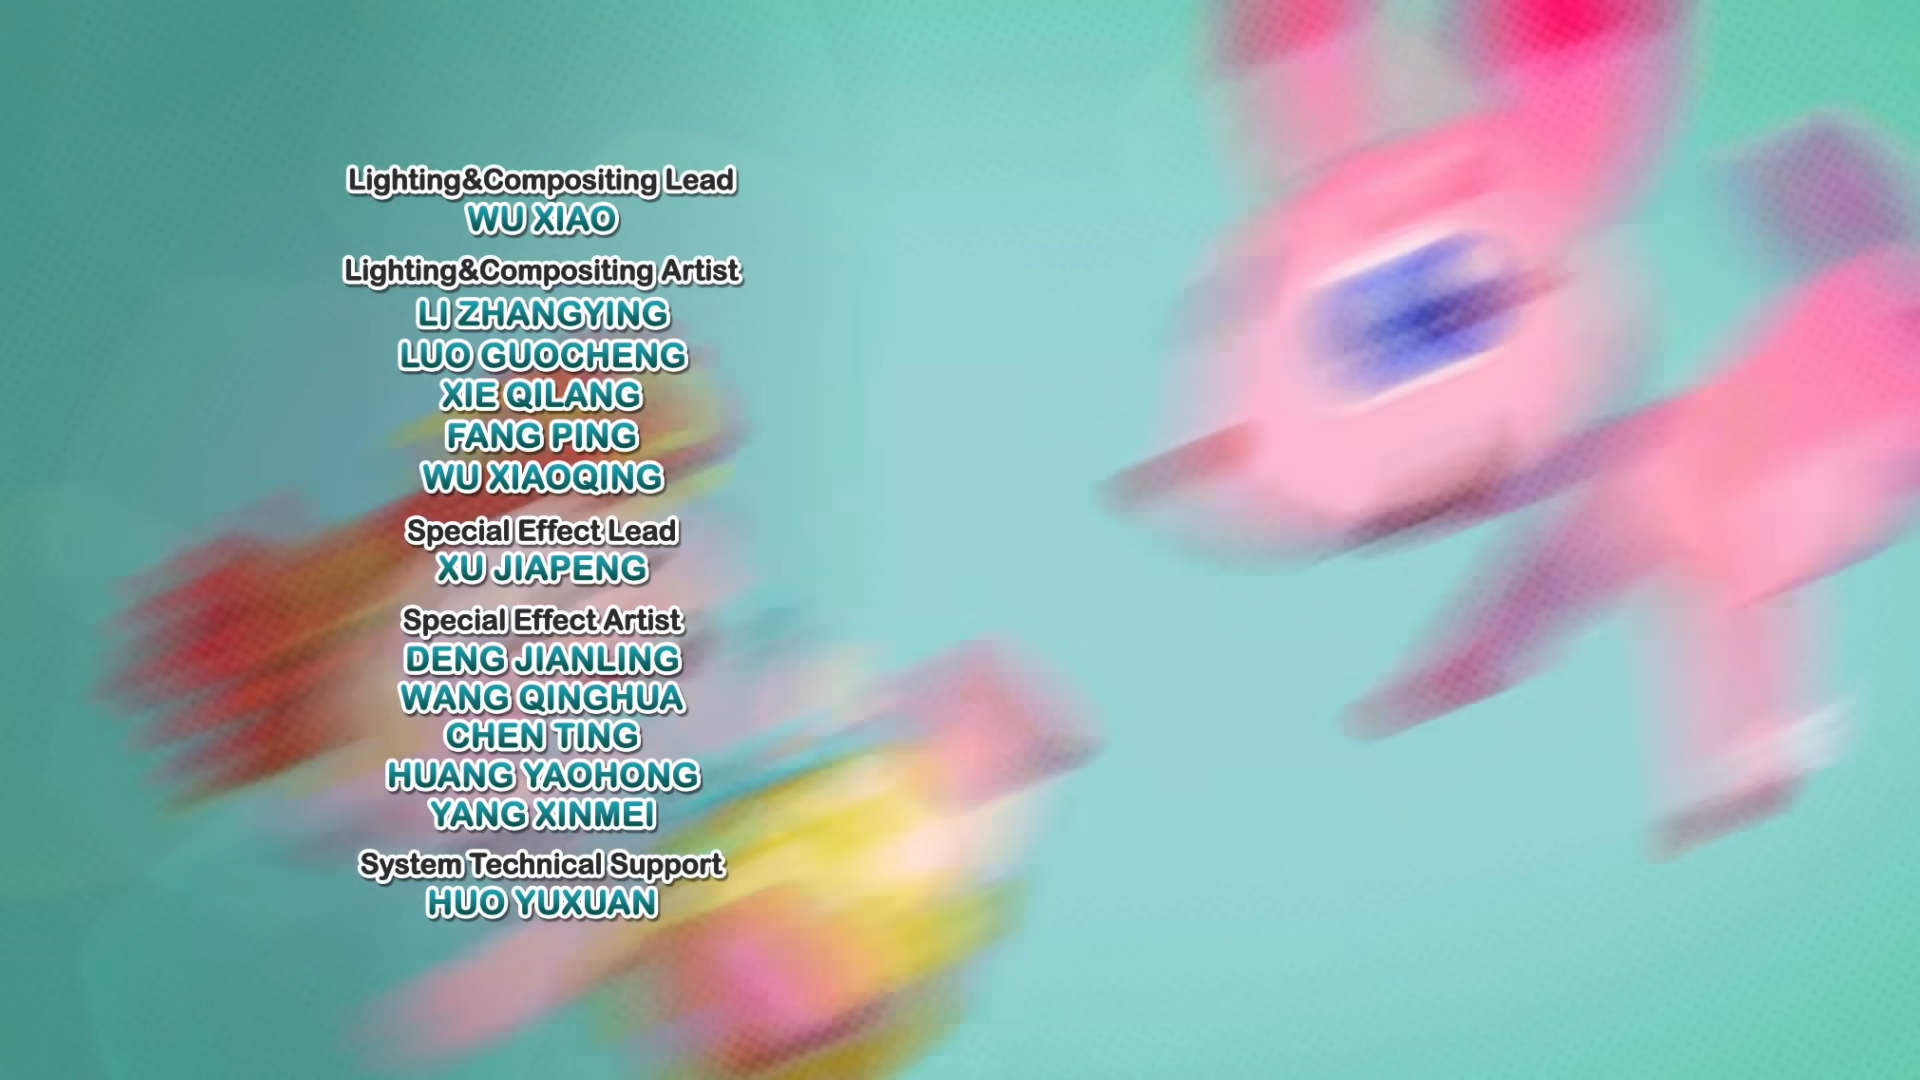 Lighting&Compositing Lead
WU XIAO
Lighting&Compositing Artist
LI ZHANGYING
LUO GUOCHENG
XIE QILANG
FANG PING
WU XIAOQING
Special Effect Lead
XU JIAPENG
Special Effect Artist
DENG JIANLING
WANG QINGHUA
CHEN TING
HUANG YAOHONG
YANG XINMEI
System Technical Support
HUO YUXUAN